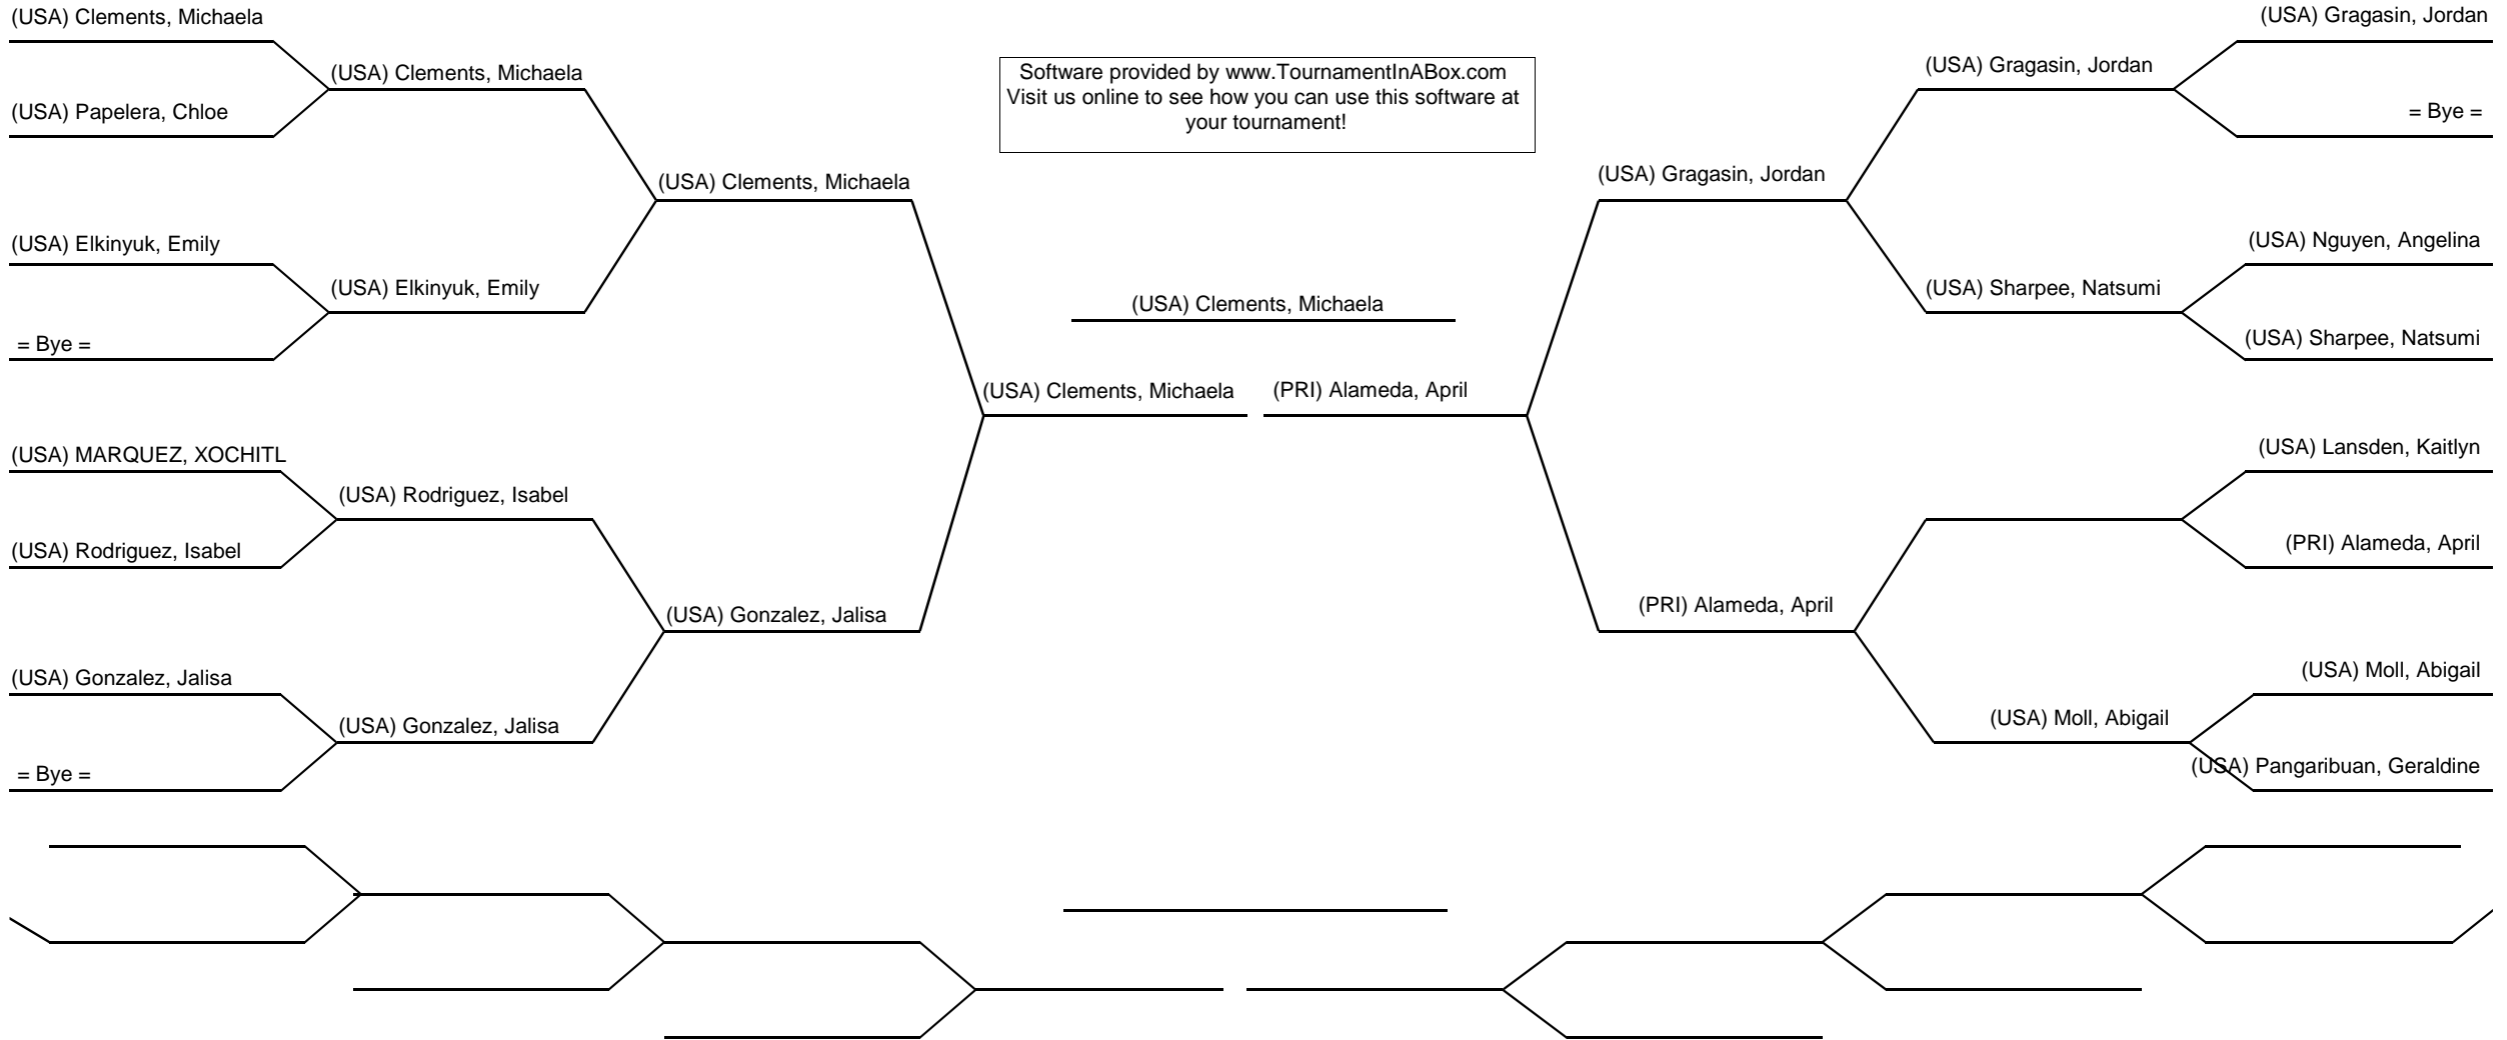 (USA) Clements, Michaela
(USA) Papelera, Chloe
(USA) Elkinyuk, Emily
= Bye =
(USA) MARQUEZ, XOCHITL
(USA) Rodriguez, Isabel
(USA) Gonzalez, Jalisa
= Bye =
(USA) Clements, Michaela
(USA) Elkinyuk, Emily
(USA) Rodriguez, Isabel
(USA) Gonzalez, Jalisa
(USA) Clements, Michaela
(USA) Gonzalez, Jalisa
(USA) Clements, Michaela
Software provided by www.TournamentInABox.com
Visit us online to see how you can use this software at
your tournament!
(USA) Clements, Michaela
(PRI) Alameda, April
(USA) Gragasin, Jordan
(PRI) Alameda, April
(USA) Gragasin, Jordan
(USA) Sharpee, Natsumi
(USA) Moll, Abigail
(USA) Gragasin, Jordan
= Bye =
(USA) Nguyen, Angelina
(USA) Sharpee, Natsumi
(USA) Lansden, Kaitlyn
(PRI) Alameda, April
(USA) Moll, Abigail
(USA) Pangaribuan, Geraldine